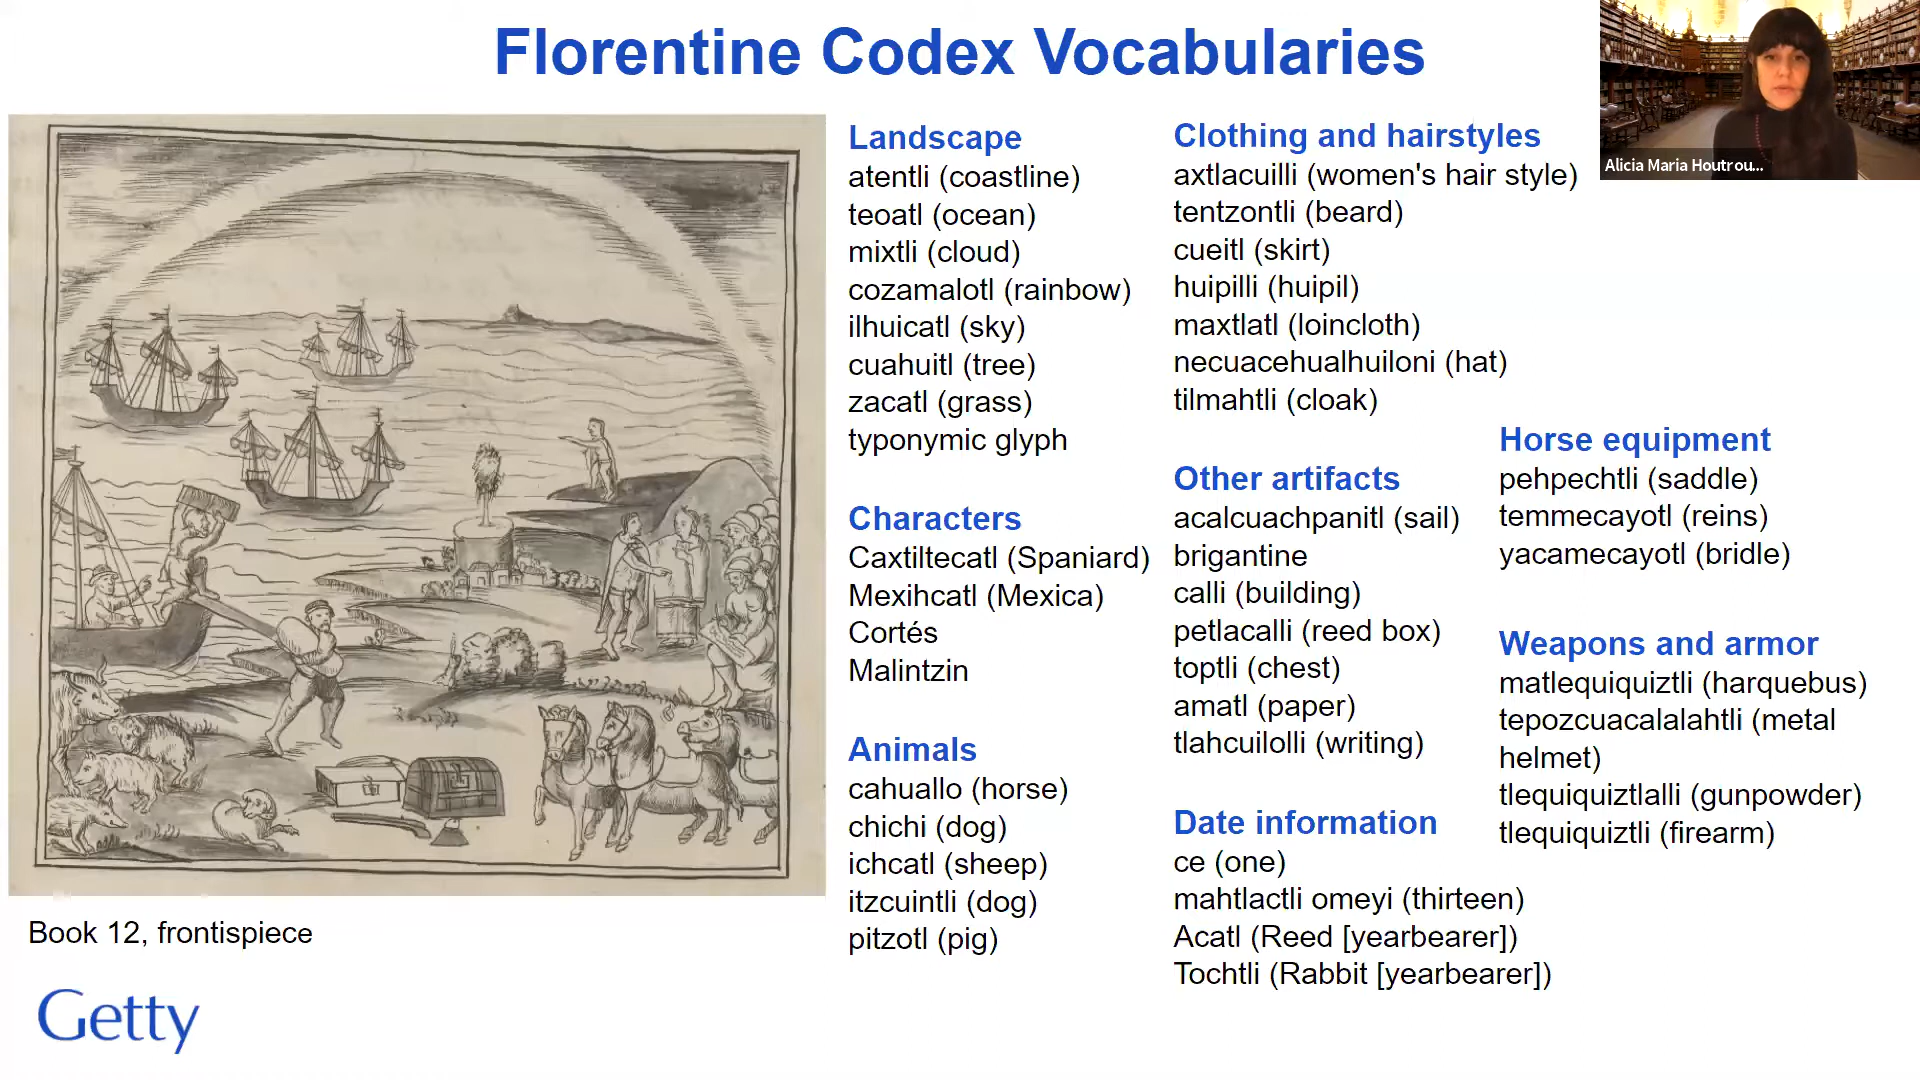 Florentine Codex Vocabularies
Alicia Maria Houtrou...
Landscape
atentli (coastline)
teoatl (ocean)
mixtli (cloud)
cozamalotl (rainbow)
ilhuicatl (sky)
cuahuitl (tree)
zacatl (grass)
typonymic glyph
Characters
Caxtiltecatl (Spaniard)
Mexihcatl (Mexica)
Cortés
Malintzin
Animals
cahuallo (horse)
chichi (dog)
ichcatl (sheep)
itzcuintli (dog)
pitzotl (pig)
Clothing and hairstyles
axtlacuilli (women's hair style)
tentzontli (beard)
cueitl (skirt)
huipilli (huipil)
maxtlatl (loincloth)
necuacehualhuiloni (hat)
tilmahtli (cloak)
Other artifacts
acalcuachpanitl (sail)
brigantine
calli (building)
petlacalli (reed box)
toptli (chest)
amatl (paper)
tlahcuilolli (writing)
Date information
ce (one)
mahtlactli omeyi (thirteen)
Acatl (Reed [yearbearer])
Tochtli (Rabbit [yearbearer])
Horse equipment
pehpechtli (saddle)
temmecayotl (reins)
yacamecayotl (bridle)
Weapons and armor
matlequiquiztli (harquebus)
tepozcuacalalahtli (metal
helmet)
tlequiquiztlalli (gunpowder)
tlequiquiztli (firearm)
Book 12, frontispiece
Getty